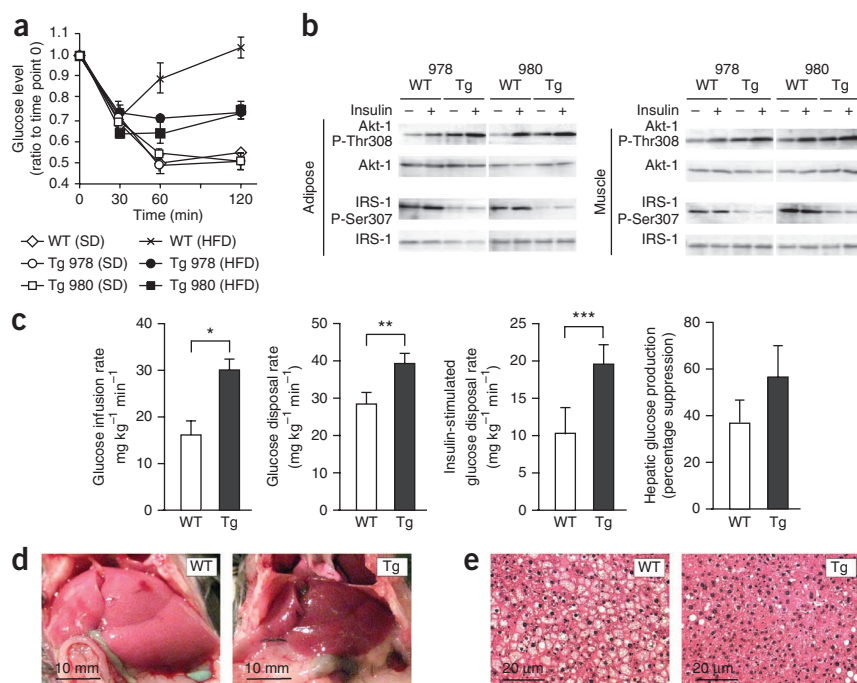 a
Glucose level
(ratio to time point 0)
1.1
1.0
0.9
0.8
0.7
0.6
0.5
0.4
0 30 60 90 120
Time (min)
WT (SD) WT (HFD)
Tg 978 (SD) Tg 978 (HFD)
Tg 980 (SD) Tg 980 (HFD)
b
978 980
WT Tg WT Tg
Insulin − + − + − + − +
Akt-1
P-Thr308
Akt-1
IRS-1
P-Ser307
IRS-1
Adipose
978 980
WT Tg WT Tg
Insulin − + − + − + − +
Akt-1
P-Thr308
Akt-1
IRS-1
P-Ser307
IRS-1
Muscle
c
Glucose infusion rate
mg kg⁻¹ min⁻¹
40
30
20
10
0
*
WT Tg
Glucose disposal rate
(mg kg⁻¹ min⁻¹)
50
40
30
20
10
0
**
WT Tg
Insulin-stimulated
glucose disposal rate
(mg kg⁻¹ min⁻¹)
25
20
15
10
5
0
***
WT Tg
Hepatic glucose production
(percentage suppression)
80
60
40
20
0
WT Tg
d
WT
10 mm
Tg
10 mm
e
WT
20 µm
Tg
20 µm